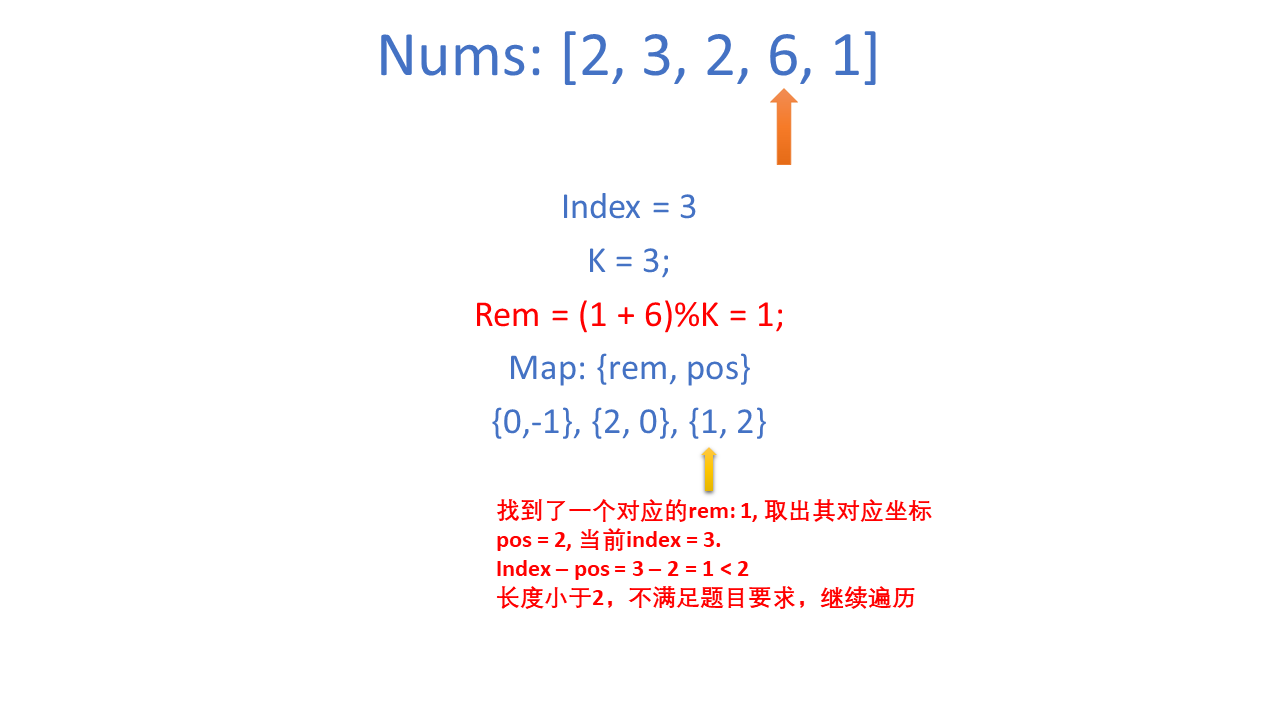 Nums: [2, 3, 2, 6, 1]
Index = 3
K = 3;
Rem = (1 + 6)%K = 1;
Map: {rem, pos}
{0,-1}, {2, 0}, {1, 2}
找到了一个对应的rem: 1, 取出其对应坐标
pos = 2, 当前index = 3.
Index – pos = 3 – 2 = 1 < 2
长度小于2，不满足题目要求，继续遍历